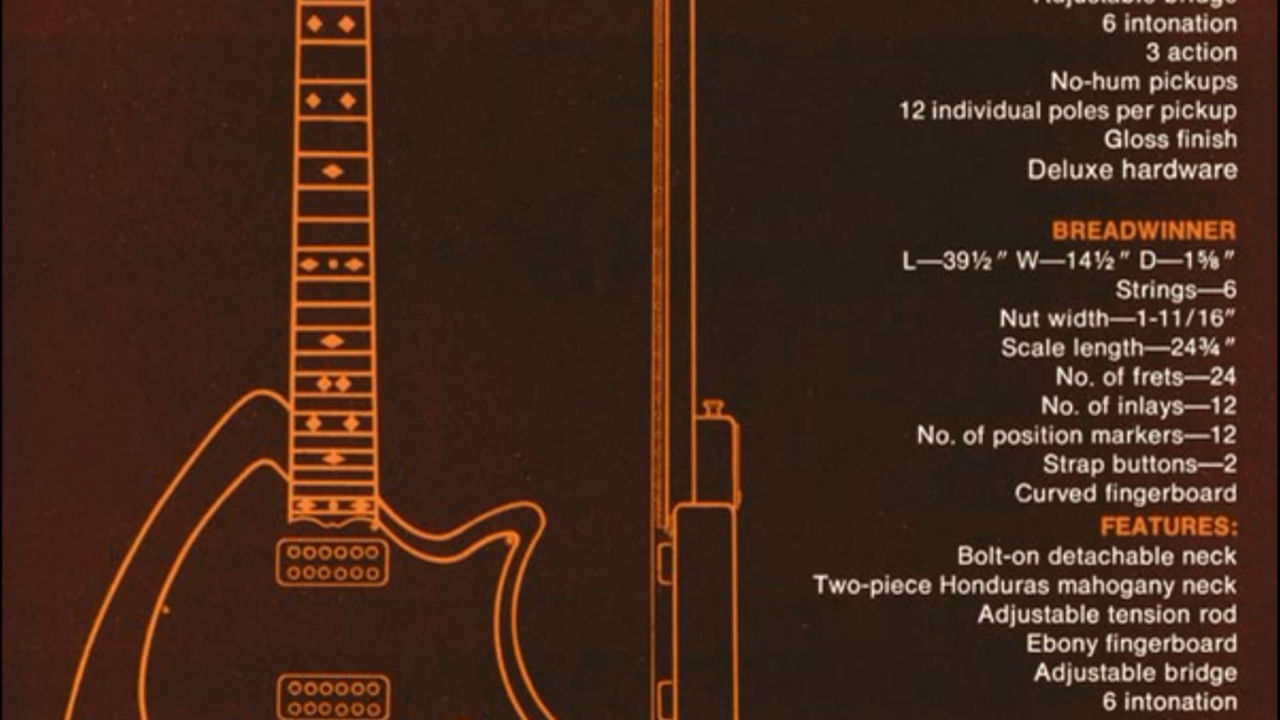 Adjustable bridge
6 intonation
3 action
No-hum pickups
12 individual poles per pickup
Gloss finish
Deluxe hardware
BREADWINNER
L—39½" W—14½" D—1⅝"
Strings—6
Nut width—1-11/16"
Scale length—24¾"
No. of frets—24
No. of inlays—12
No. of position markers—12
Strap buttons—2
Curved fingerboard
FEATURES:
Bolt-on detachable neck
Two-piece Honduras mahogany neck
Adjustable tension rod
Ebony fingerboard
Adjustable bridge
6 intonation